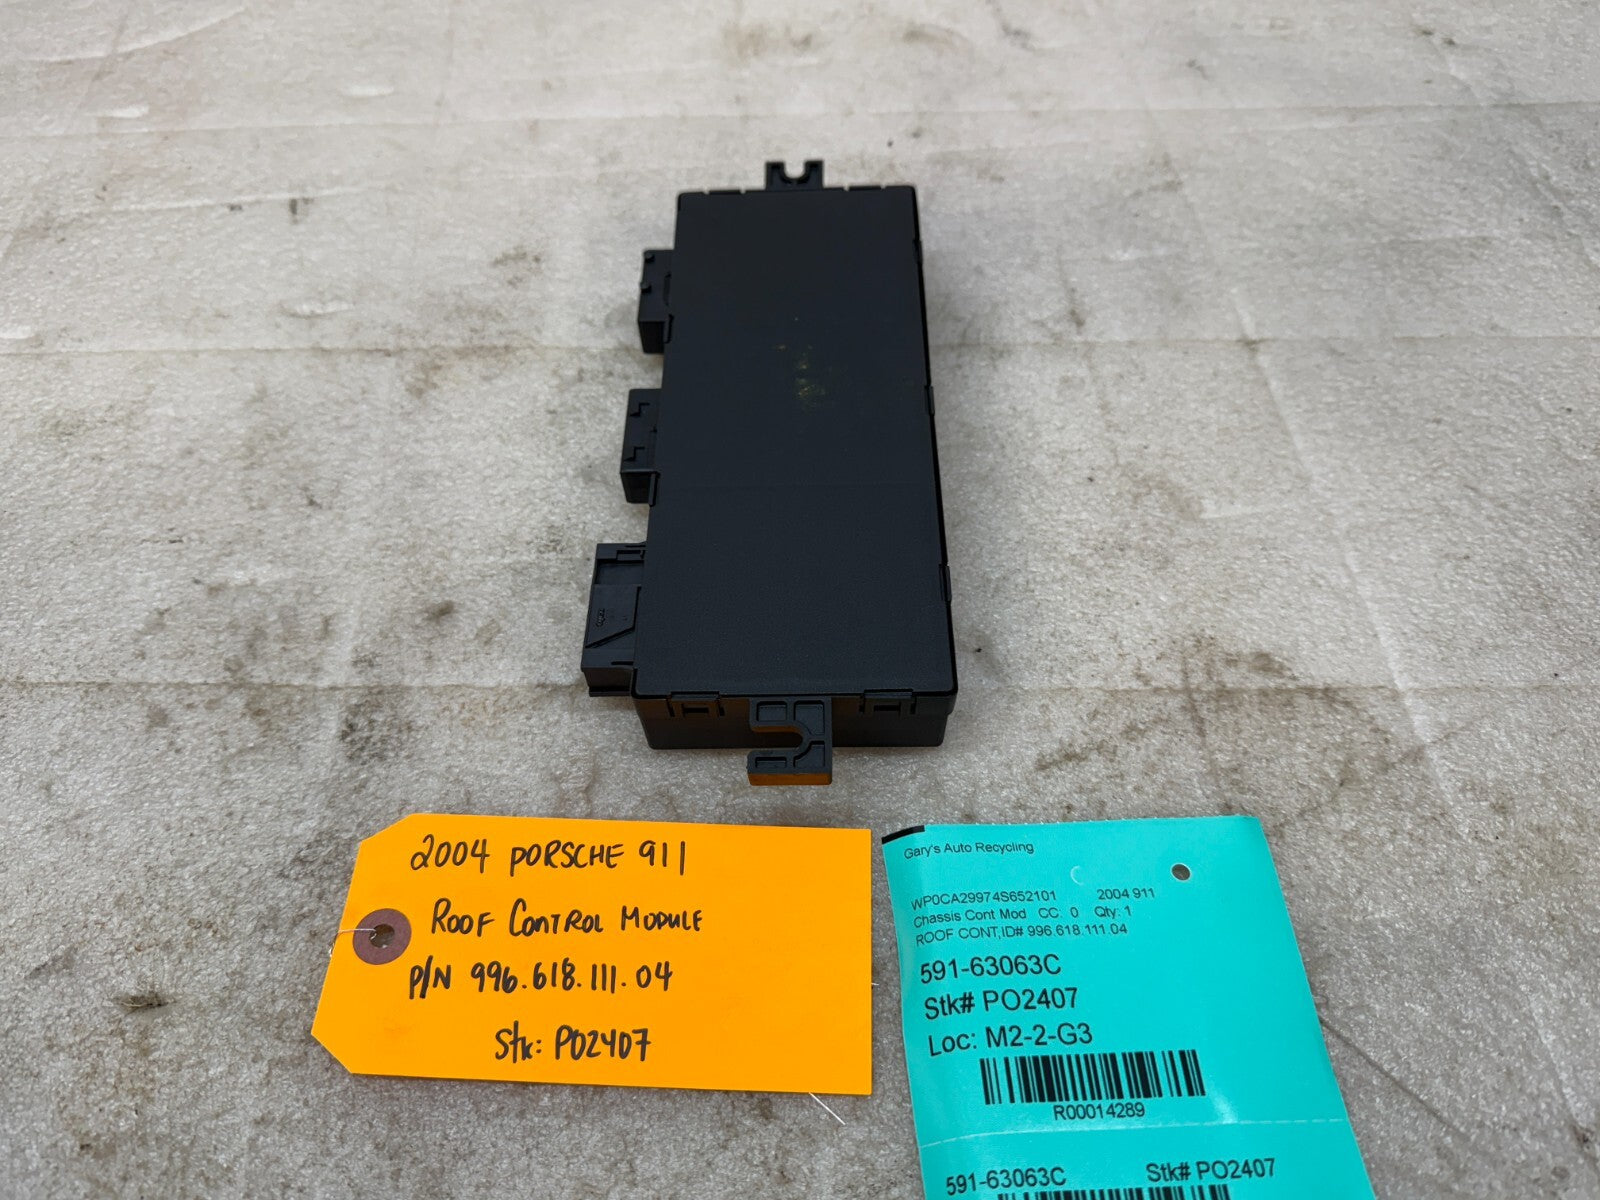 2004 PORSCHE 911
ROOF CONTROL MODULE
P/N 996.618.111.04
Stk: PO2407
Gary's Auto Recycling
WP0CA29974S652101 2004 911
Chassis Cont Mod CC: 0 Qty: 1
ROOF CONT,ID# 996.618.111.04
591-63063C
Stk# PO2407
Loc: M2-2-G3
R00014289
591-63063C Stk# PO2407